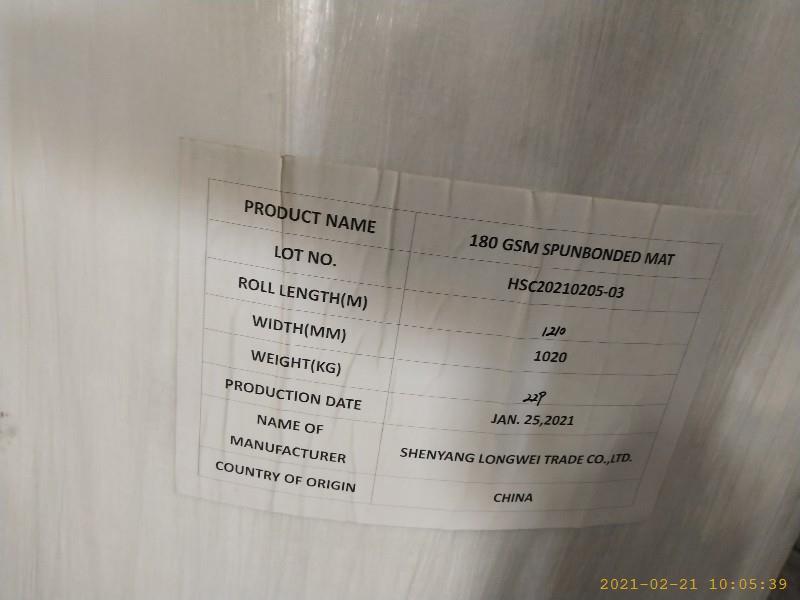 PRODUCT NAME 180 GSM SPUNBONDED MAT
LOT NO. HSC20210205-03
ROLL LENGTH(M) 1210
WIDTH(MM) 1020
WEIGHT(KG) 229
PRODUCTION DATE JAN. 25,2021
NAME OF
MANUFACTURER SHENYANG LONGWEI TRADE CO.,LTD.
COUNTRY OF ORIGIN CHINA
2021-02-21 10:05:39